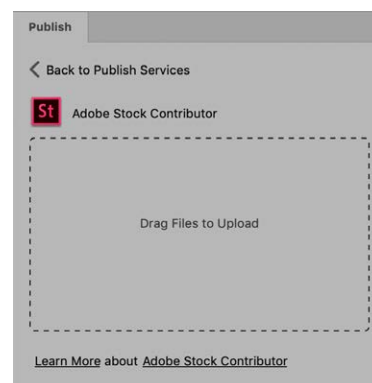 Publish
Back to Publish Services
St Adobe Stock Contributor
Drag Files to Upload
Learn More about Adobe Stock Contributor